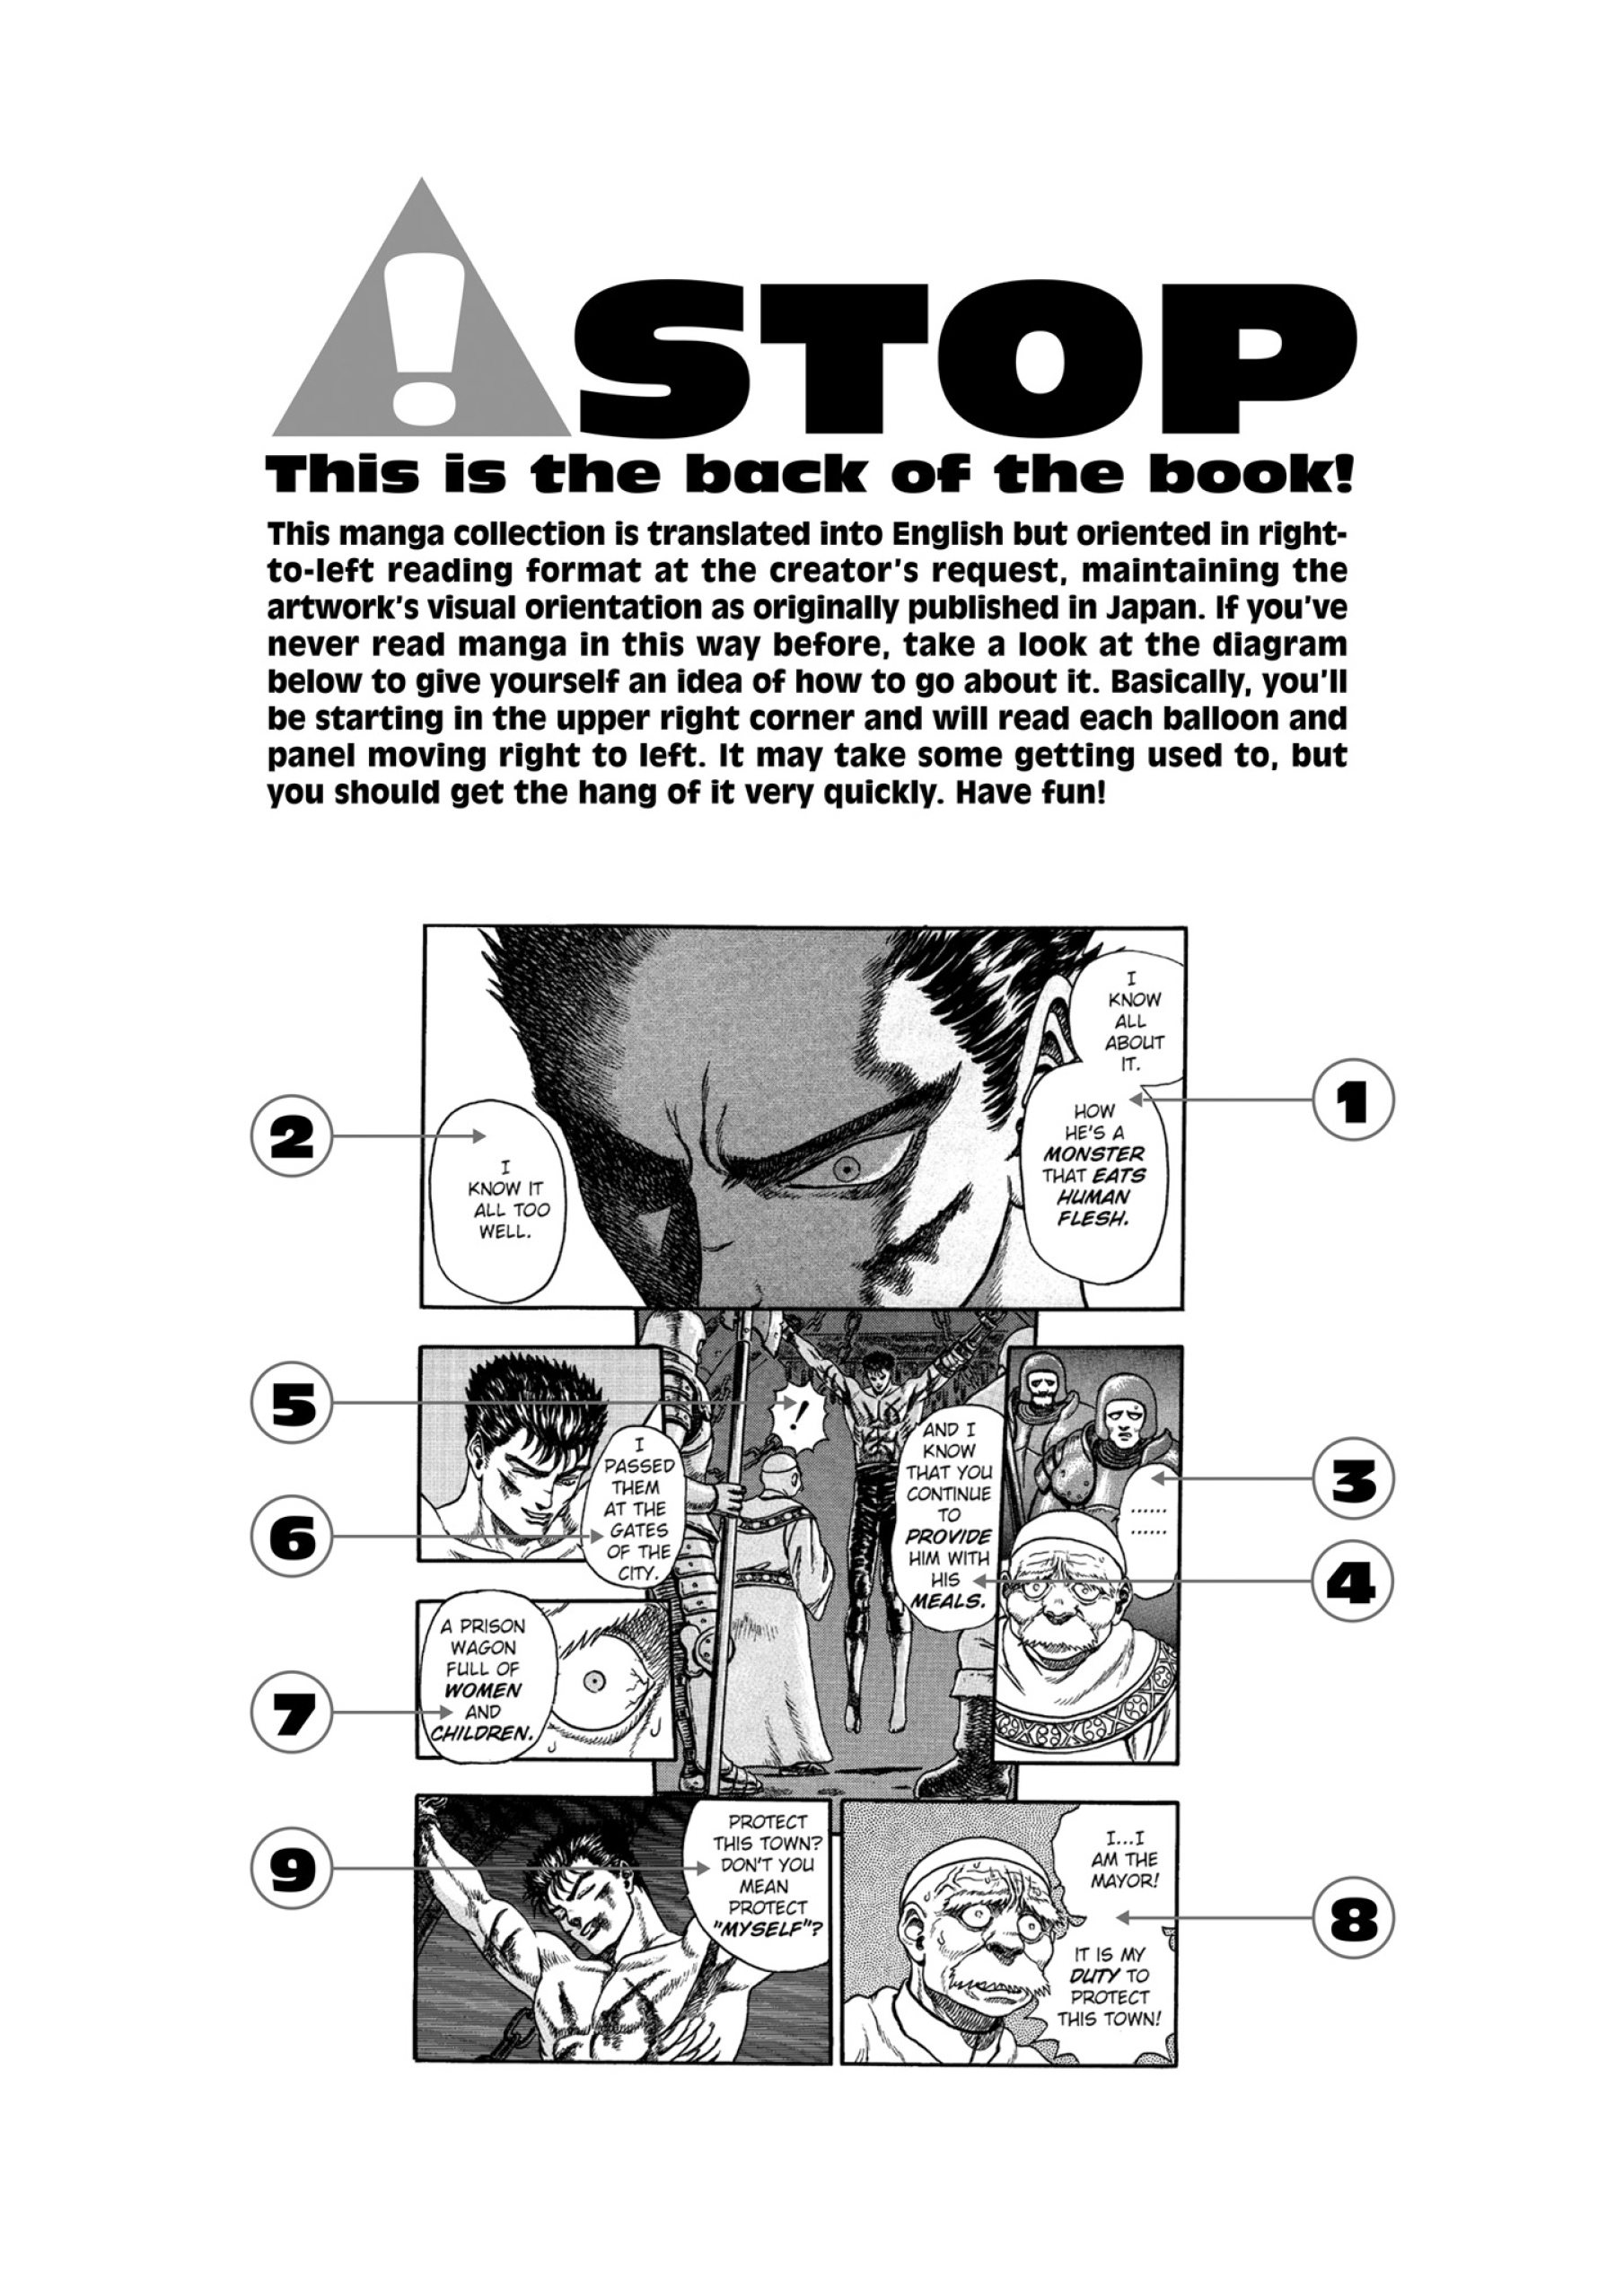 !
STOP
This is the back of the book!
This manga collection is translated into English but oriented in right-
to-left reading format at the creator's request, maintaining the
artwork's visual orientation as originally published in Japan. If you've
never read manga in this way before, take a look at the diagram
below to give yourself an idea of how to go about it. Basically, you'll
be starting in the upper right corner and will read each balloon and
panel moving right to left. It may take some getting used to, but
you should get the hang of it very quickly. Have fun!
1
I
KNOW
ALL
ABOUT
IT.
HOW
HE'S A
MONSTER
THAT EATS
HUMAN
FLESH.
2
I
KNOW IT
ALL TOO
WELL.
3
......
......
4
AND I
KNOW
THAT YOU
CONTINUE
TO
PROVIDE
HIM WITH
HIS
MEALS.
5
!
6
I
PASSED
THEM
AT THE
GATES
OF THE
CITY.
7
A PRISON
WAGON
FULL OF
WOMEN
AND
CHILDREN.
8
I...I
AM THE
MAYOR!
IT IS MY
DUTY TO
PROTECT
THIS TOWN!
9
PROTECT
THIS TOWN?
DON'T YOU
MEAN
PROTECT
"MYSELF"?